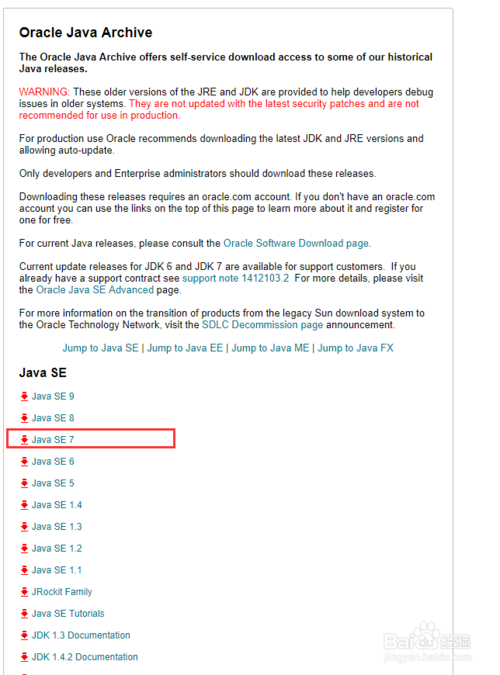 Oracle Java Archive
The Oracle Java Archive offers self-service download access to some of our historical
Java releases.
WARNING: These older versions of the JRE and JDK are provided to help developers debug
issues in older systems. They are not updated with the latest security patches and are not
recommended for use in production.
For production use Oracle recommends downloading the latest JDK and JRE versions and
allowing auto-update.
Only developers and Enterprise administrators should download these releases.
Downloading these releases requires an oracle.com account. If you don't have an oracle.com
account you can use the links on the top of this page to learn more about it and register for
one for free.
For current Java releases, please consult the Oracle Software Download page.
Current update releases for JDK 6 and JDK 7 are available for support customers. If you
already have a support contract see support note 1412103.2 For more details, please visit
the Oracle Java SE Advanced page.
For more information on the transition of products from the legacy Sun download system to
the Oracle Technology Network, visit the SDLC Decommission page announcement.
Jump to Java SE | Jump to Java EE | Jump to Java ME | Jump to Java FX
Java SE
Java SE 9
Java SE 8
Java SE 7
Java SE 6
Java SE 5
Java SE 1.4
Java SE 1.3
Java SE 1.2
Java SE 1.1
JRockit Family
Java SE Tutorials
JDK 1.3 Documentation
JDK 1.4.2 Documentation
Baidu 经验
jingyan.baidu.com